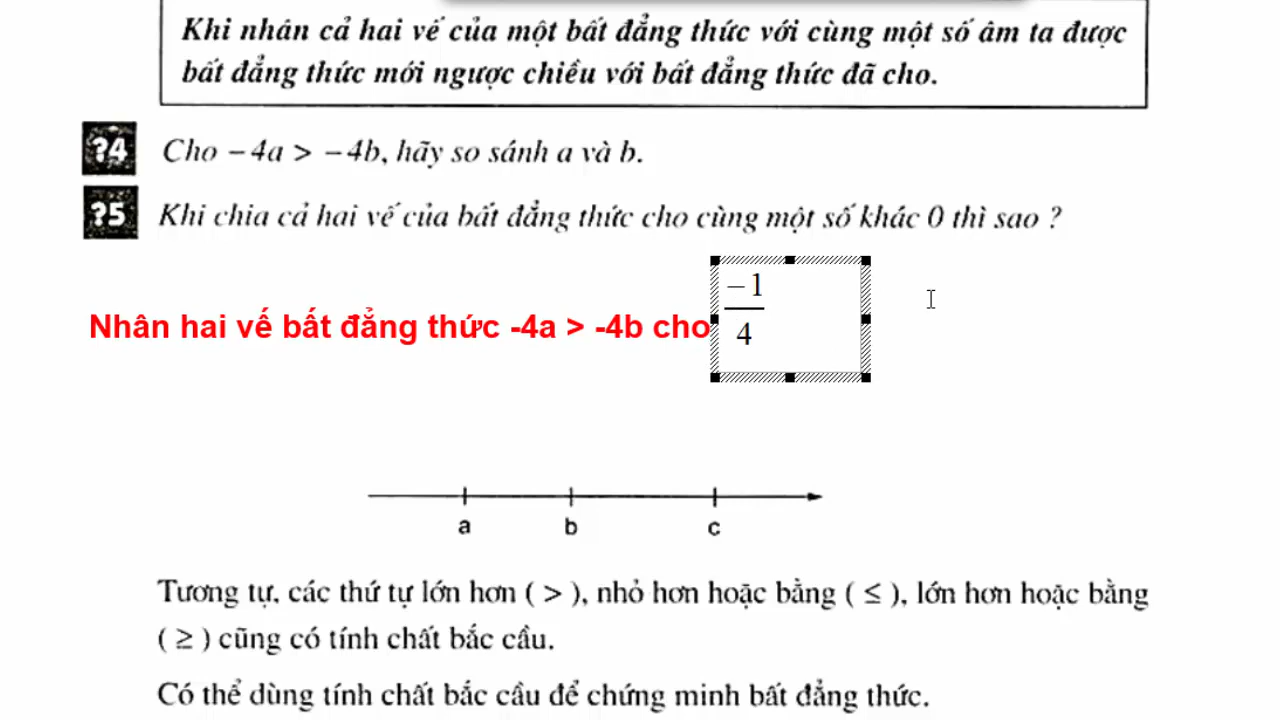 Khi nhân cả hai vế của một bất đẳng thức với cùng một số âm ta được
bất đẳng thức mới ngược chiều với bất đẳng thức đã cho.
?4 Cho – 4a > – 4b, hãy so sánh a và b.
?5 Khi chia cả hai vế của bất đẳng thức cho cùng một số khác 0 thì sao ?
Nhân hai vế bất đẳng thức -4a > -4b cho
−1
4
a b c
Tương tự, các thứ tự lớn hơn ( > ), nhỏ hơn hoặc bằng ( ≤ ), lớn hơn hoặc bằng
( ≥ ) cũng có tính chất bắc cầu.
Có thể dùng tính chất bắc cầu để chứng minh bất đẳng thức.